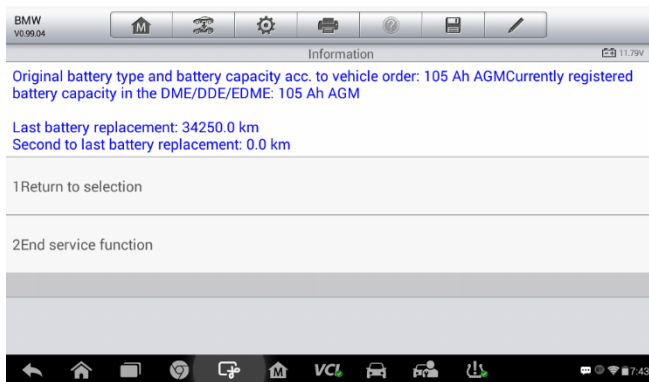 BMW
V0.99.04
Information
11.79V
Original battery type and battery capacity acc. to vehicle order: 105 Ah AGMCurrently registered
battery capacity in the DME/DDE/EDME: 105 Ah AGM
Last battery replacement: 34250.0 km
Second to last battery replacement: 0.0 km
1Return to selection
2End service function
M
VCI
7:43